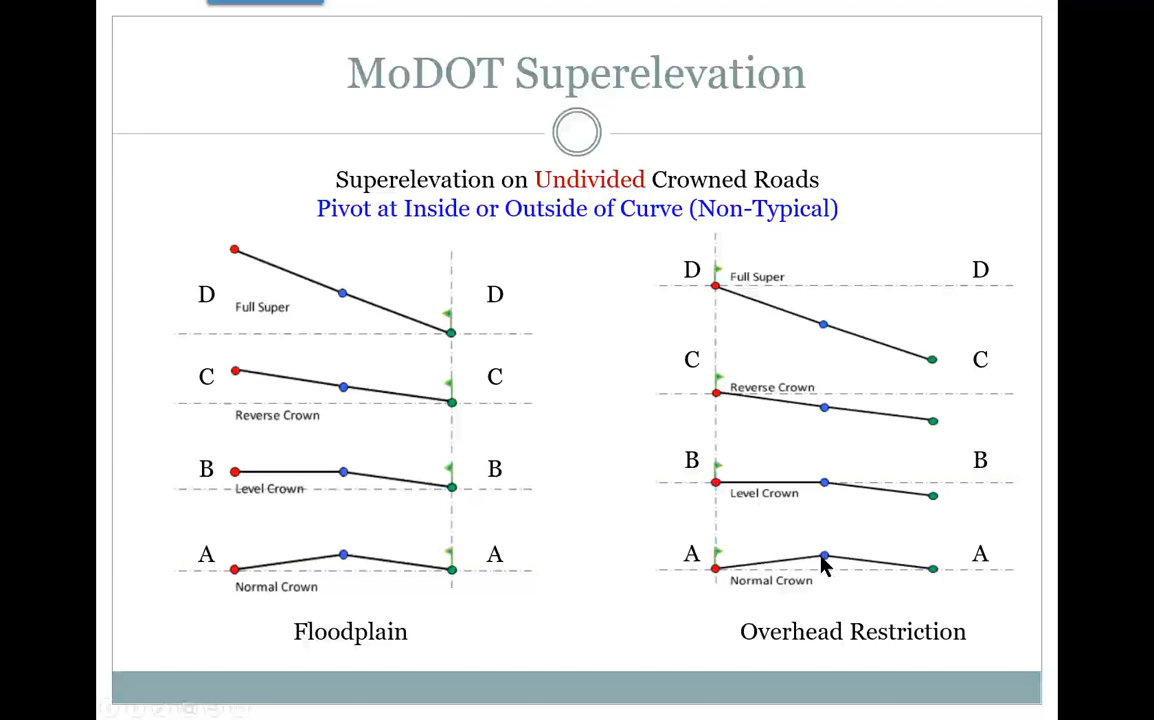 MoDOT Superelevation
Superelevation on Undivided Crowned Roads
Pivot at Inside or Outside of Curve (Non-Typical)
D
Full Super
D
C
Reverse Crown
C
B
Level Crown
B
A
Normal Crown
A
Floodplain
D
Full Super
D
C
Reverse Crown
C
B
Level Crown
B
A
Normal Crown
A
Overhead Restriction